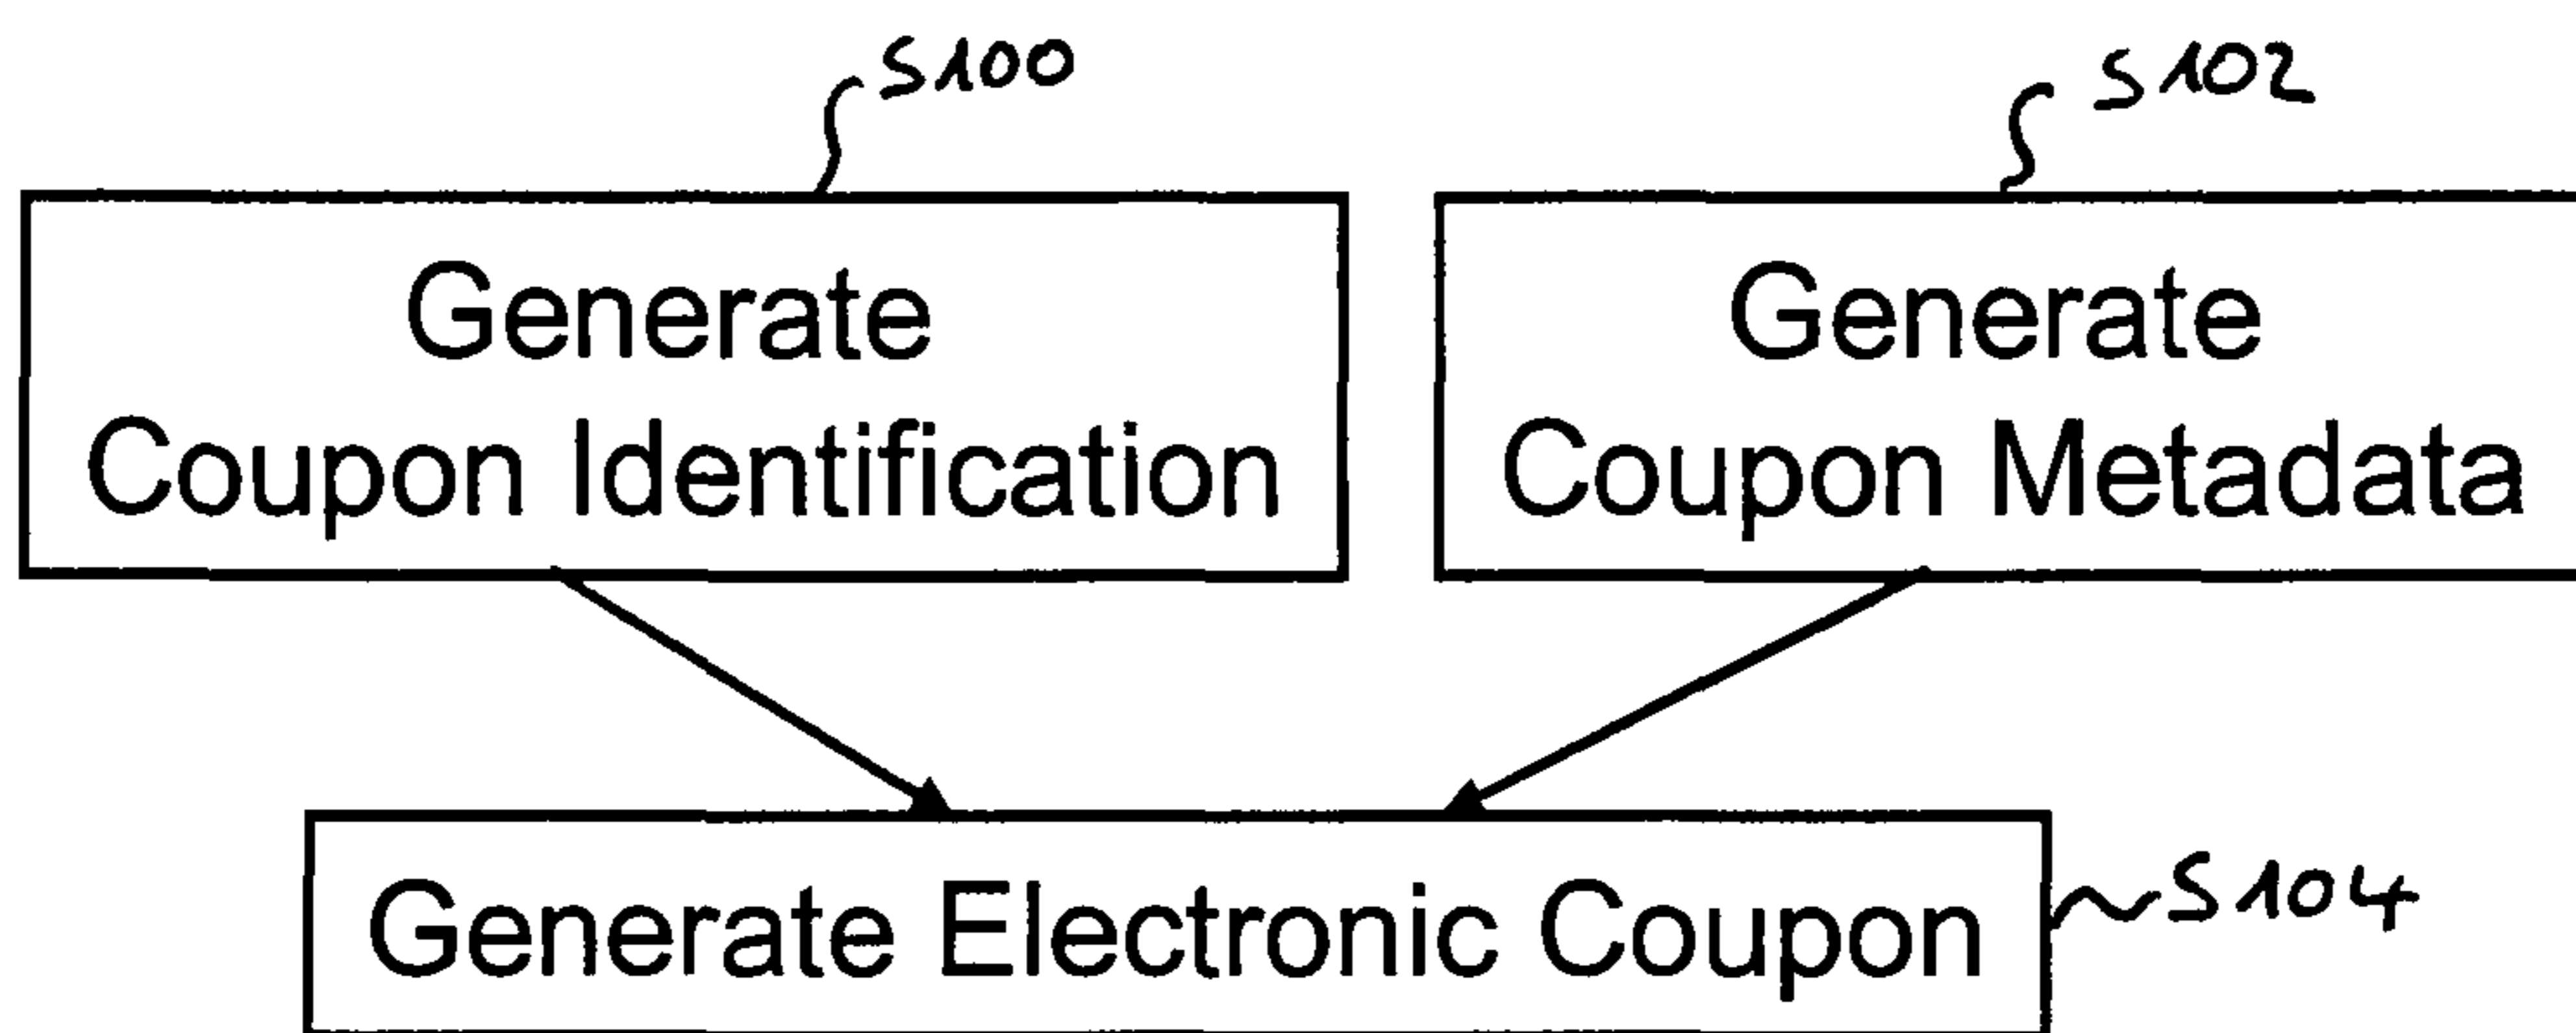 S100
S102
Generate
Coupon Identification
Generate
Coupon Metadata
Generate Electronic Coupon
S104